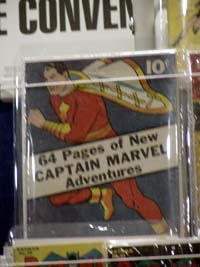 E CONVEN
10¢
64 Pages of New
CAPTAIN MARVEL
Adventures